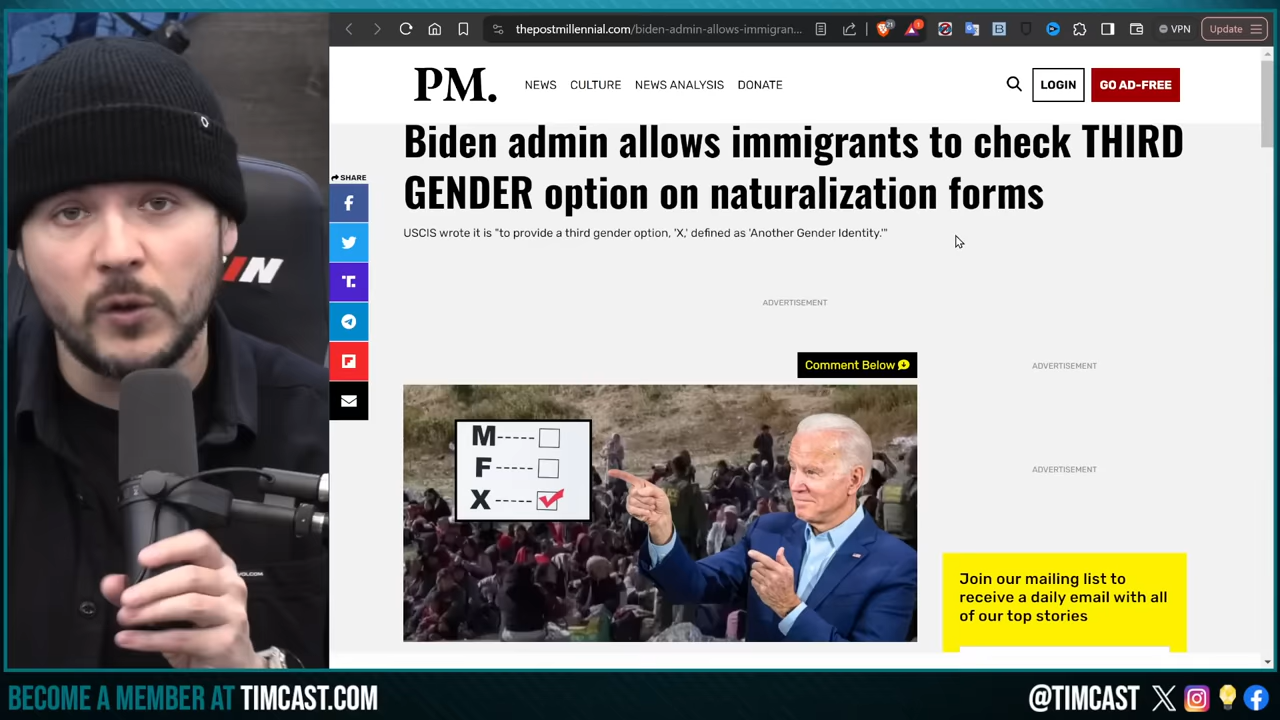 thepostmillennial.com/biden-admin-allows-immigran...
21
1
VPN
Update
PM.
NEWS
CULTURE
NEWS ANALYSIS
DONATE
LOGIN
GO AD-FREE
Biden admin allows immigrants to check THIRD
GENDER option on naturalization forms
SHARE
USCIS wrote it is "to provide a third gender option, 'X,' defined as 'Another Gender Identity.'"
ADVERTISEMENT
Comment Below
ADVERTISEMENT
M-----
F----
X----
ADVERTISEMENT
Join our mailing list to
receive a daily email with all
of our top stories
BECOME A MEMBER AT TIMCAST.COM
@TIMCAST